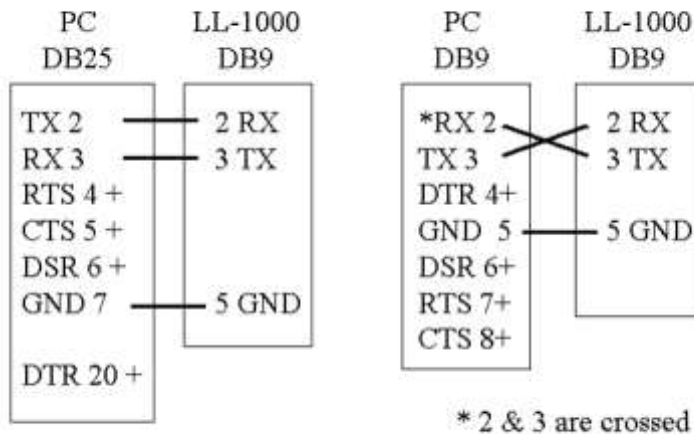 PC
DB25
LL-1000
DB9
TX 2
RX 3
RTS 4 +
CTS 5 +
DSR 6 +
GND 7
DTR 20 +
2 RX
3 TX
5 GND
PC
DB9
LL-1000
DB9
*RX 2
TX 3
DTR 4+
GND 5
DSR 6+
RTS 7+
CTS 8+
2 RX
3 TX
5 GND
* 2 & 3 are crossed